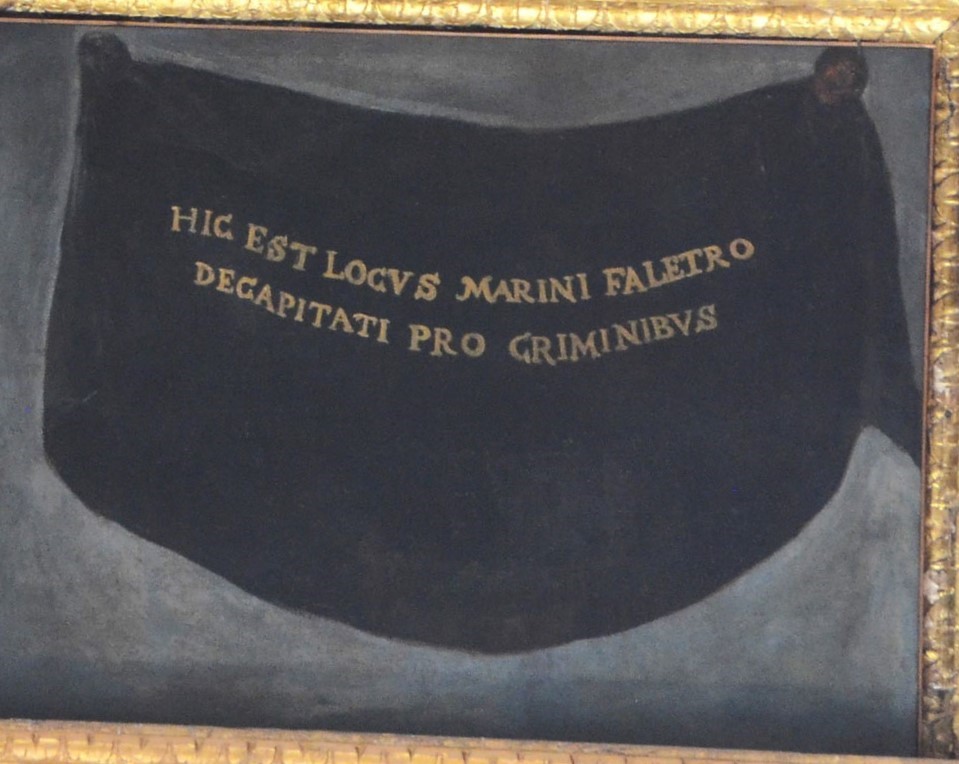 HIC EST LOCVS MARINI FALETRO
DECAPITATI PRO CRIMINIBVS